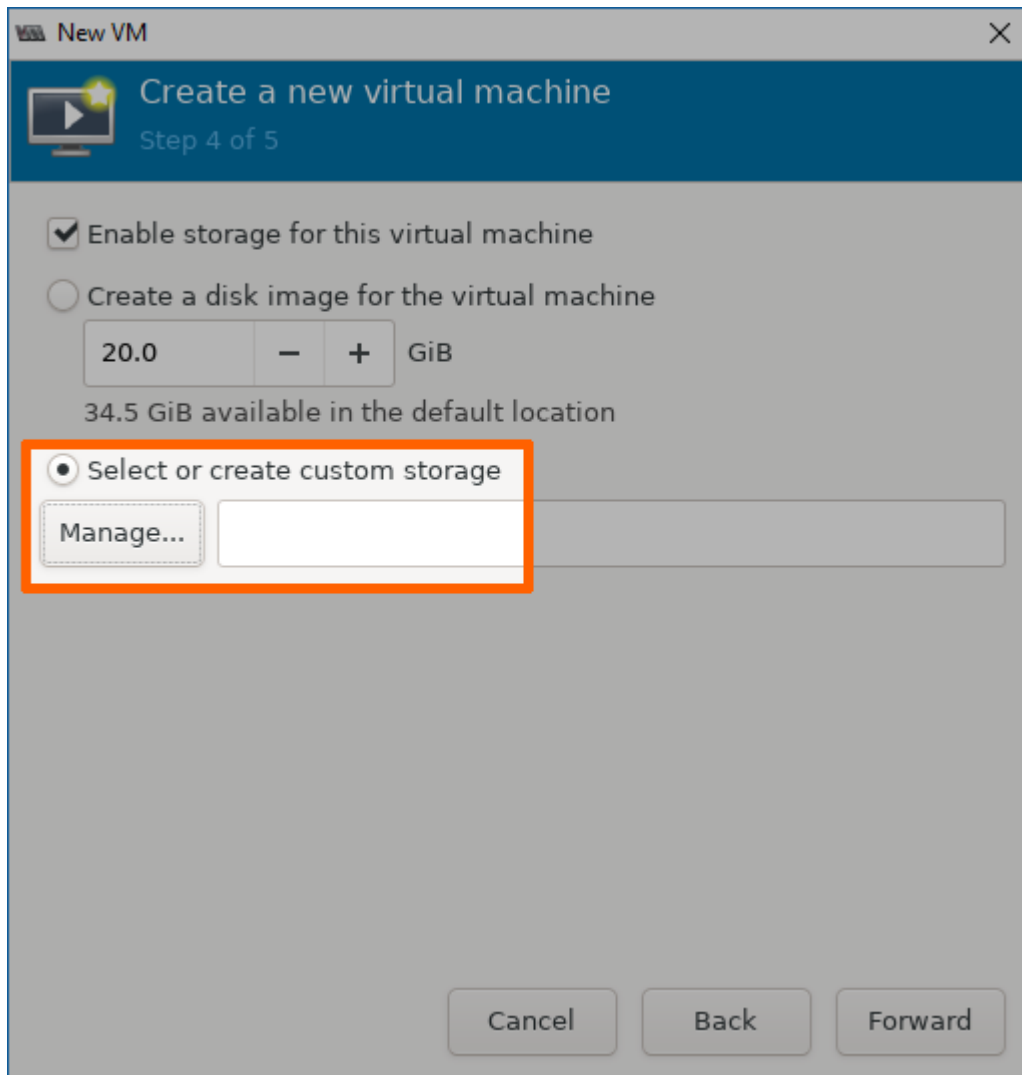 New VM
Create a new virtual machine
Step 4 of 5
Enable storage for this virtual machine
Create a disk image for the virtual machine
20.0 − + GiB
34.5 GiB available in the default location
Select or create custom storage
Manage...
Cancel Back Forward